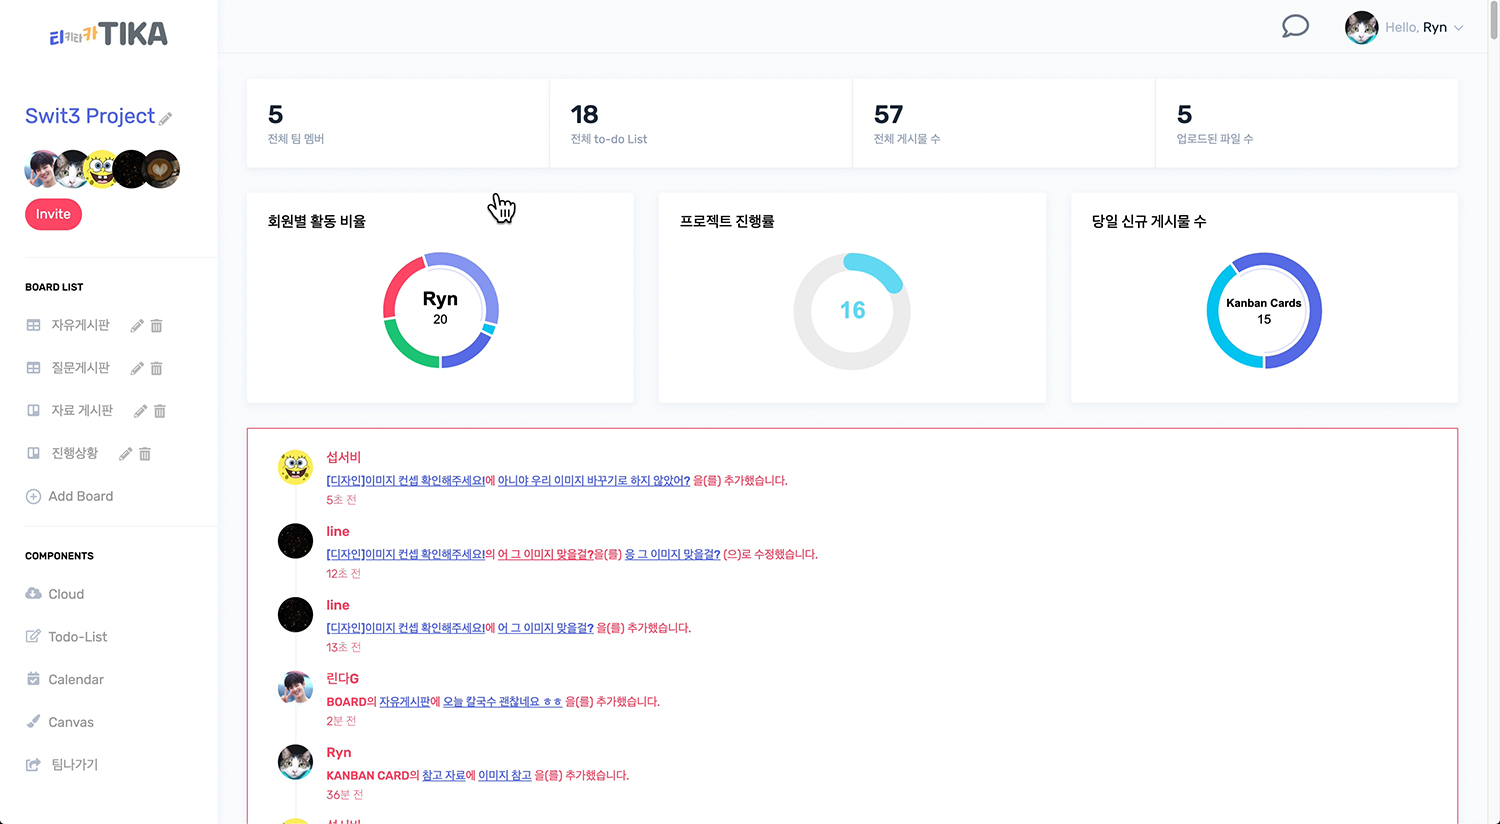 티키타카TIKA
Hello, Ryn
Swit3 Project
Invite
BOARD LIST
자유게시판
질문게시판
자료 게시판
진행상황
Add Board
COMPONENTS
Cloud
Todo-List
Calendar
Canvas
팀나가기
5
전체 팀 멤버
18
전체 to-do List
57
전체 게시물 수
5
업로드된 파일 수
회원별 활동 비율
Ryn
20
프로젝트 진행률
16
당일 신규 게시물 수
Kanban Cards
15
섭서비
[디자인]이미지 컨셉 확인해주세요!에 아니야 우리 이미지 바꾸기로 하지 않았어? 을(를) 추가했습니다.
5초 전
line
[디자인]이미지 컨셉 확인해주세요!의 어 그 이미지 맞을걸?을(를) 응 그 이미지 맞을걸? (으)로 수정했습니다.
12초 전
line
[디자인]이미지 컨셉 확인해주세요!에 어 그 이미지 맞을걸? 을(를) 추가했습니다.
13초 전
린다G
BOARD의 자유게시판에 오늘 칼국수 괜찮네요 ㅎㅎ 을(를) 추가했습니다.
2분 전
Ryn
KANBAN CARD의 참고 자료에 이미지 참고 을(를) 추가했습니다.
36분 전